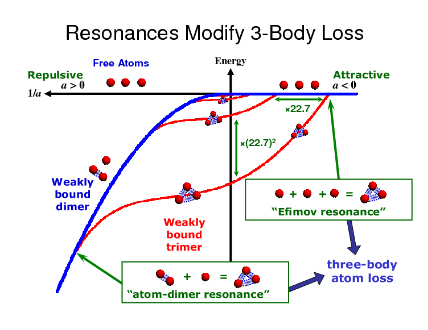 Resonances Modify 3-Body Loss
Free Atoms
Energy
Repulsive
a > 0
Attractive
a < 0
1/a
×22.7
×(22.7)²
Weakly
bound
dimer
Weakly
bound
trimer
+ + =
“Efimov resonance”
+ =
“atom-dimer resonance”
three-body
atom loss